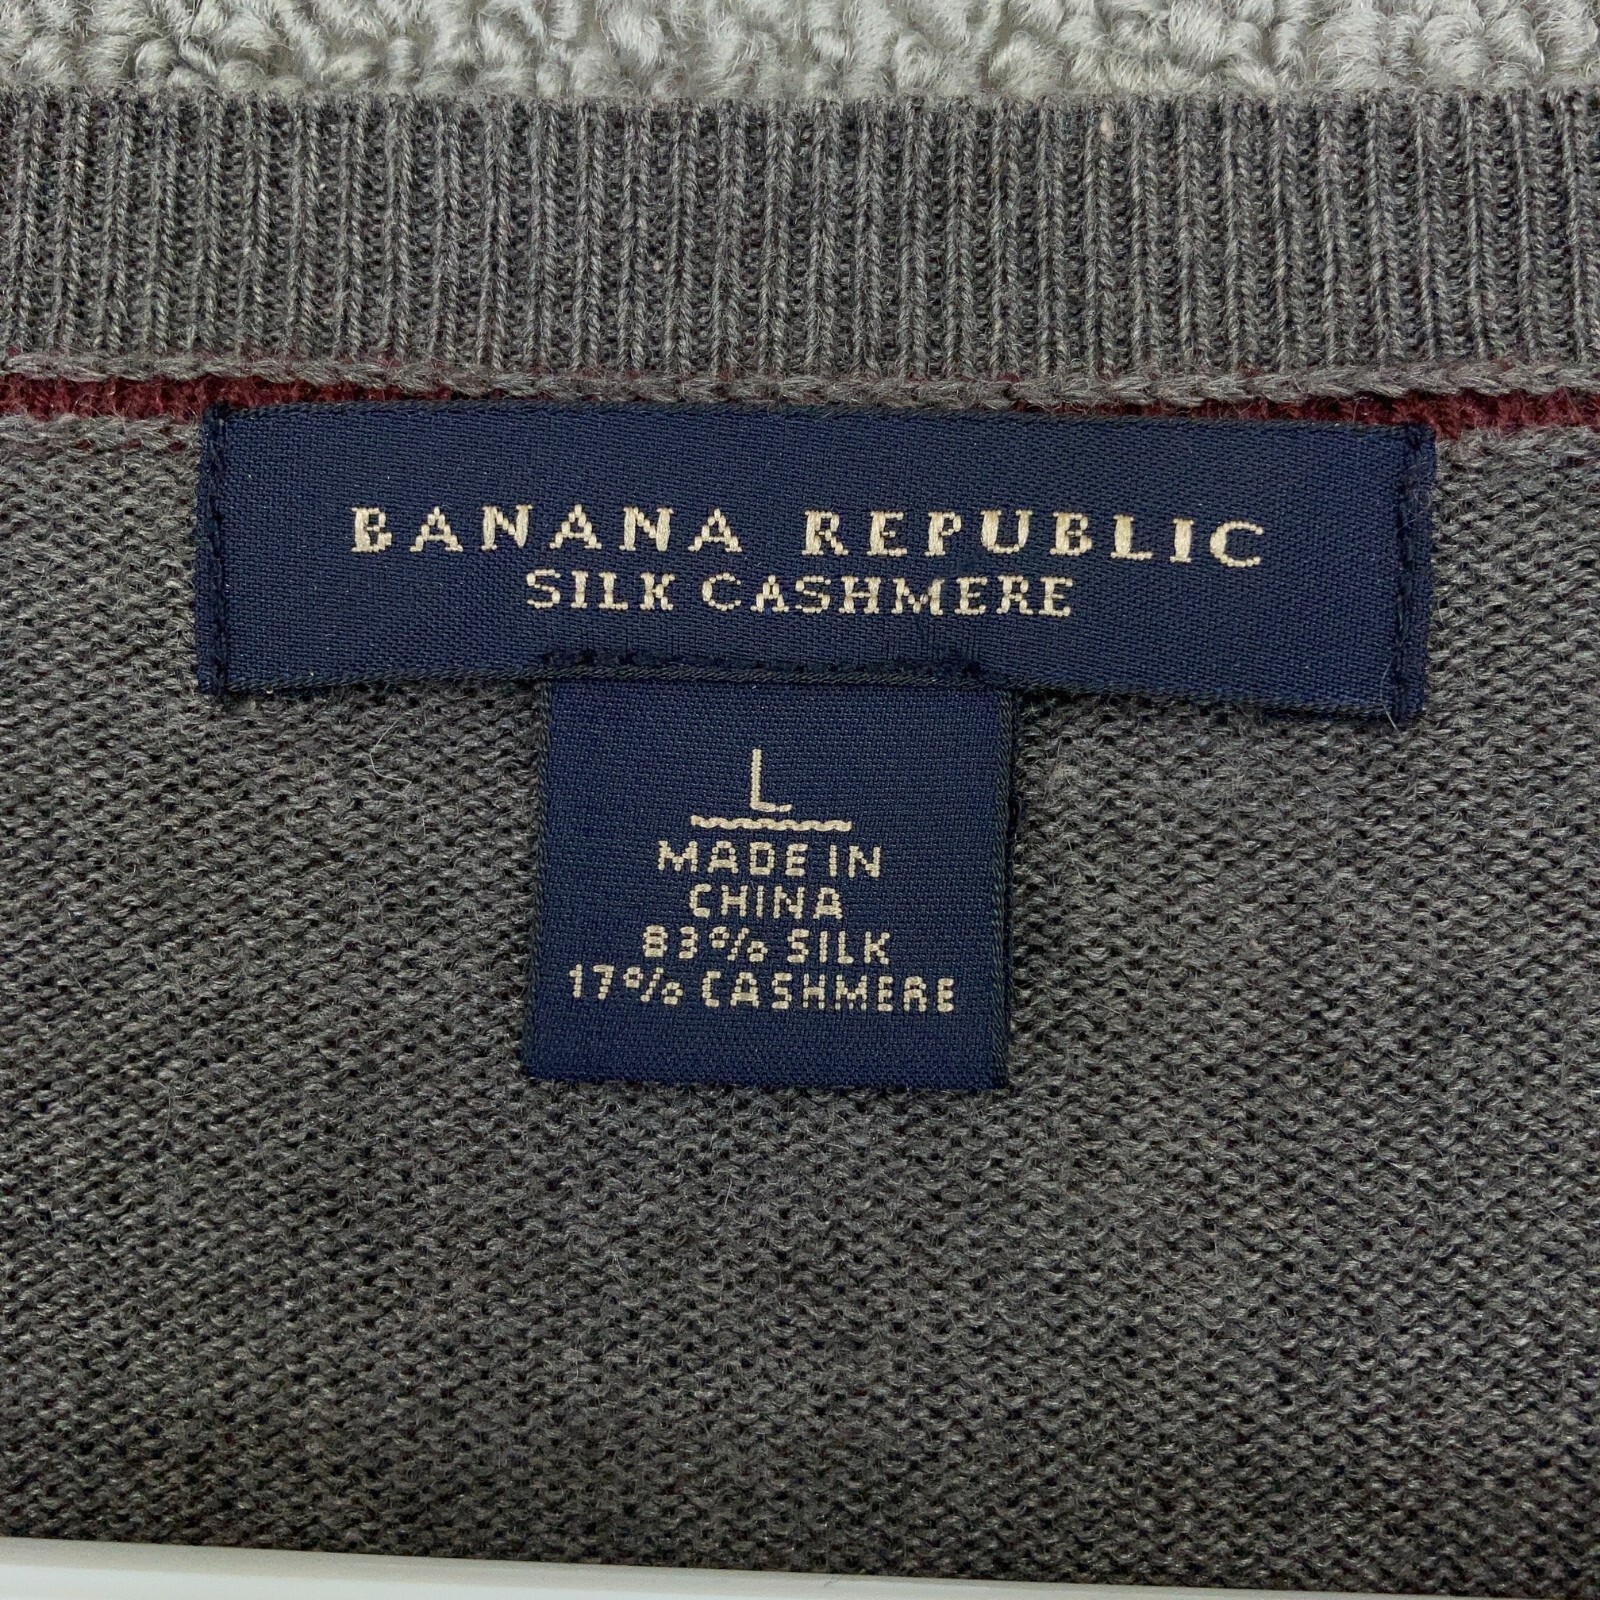 BANANA REPUBLIC
SILK CASHMERE
L
MADE IN
CHINA
83% SILK
17% CASHMERE